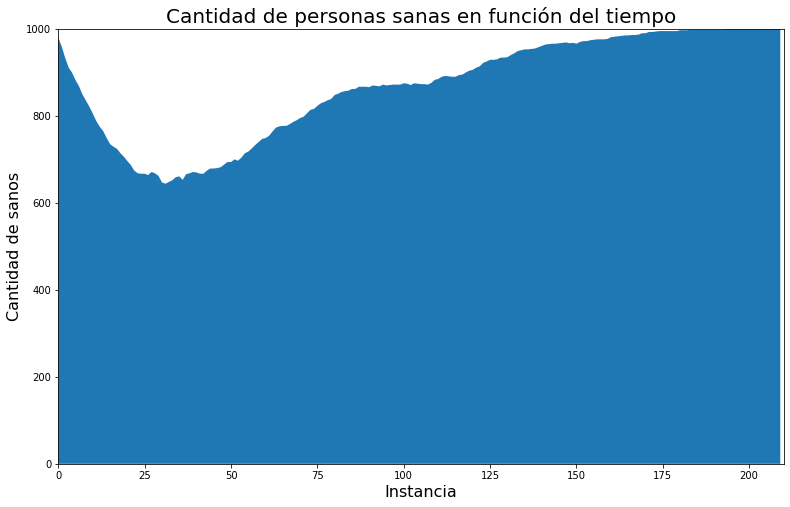 Cantidad de personas sanas en función del tiempo
1000
800
600
400
200
0
Cantidad de sanos
0 25 50 75 100 125 150 175 200
Instancia